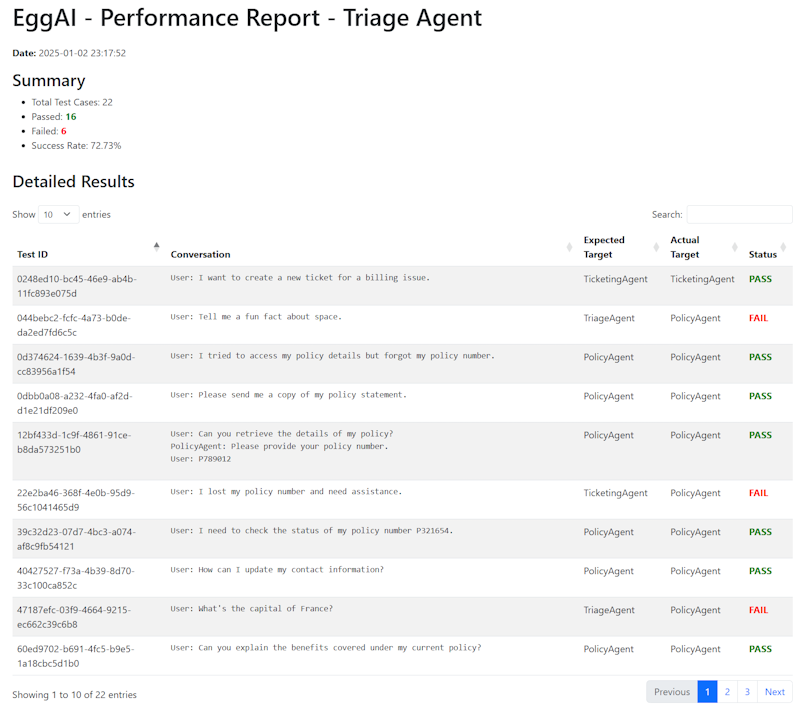 EggAI - Performance Report - Triage Agent
Date: 2025-01-02 23:17:52
Summary
Total Test Cases: 22
Passed: 16
Failed: 6
Success Rate: 72.73%
Detailed Results
Show 10 entries
Search:
Test ID Conversation Expected Target Actual Target Status
0248ed10-bc45-46e9-ab4b-11fc893e075d User: I want to create a new ticket for a billing issue. TicketingAgent TicketingAgent PASS
044bebc2-fcfc-4a73-b0de-da2ed7fd6c5c User: Tell me a fun fact about space. TriageAgent PolicyAgent FAIL
0d374624-1639-4b3f-9a0d-cc83956a1f54 User: I tried to access my policy details but forgot my policy number. PolicyAgent PolicyAgent PASS
0dbb0a08-a232-4fa0-af2d-d1e21df209e0 User: Please send me a copy of my policy statement. PolicyAgent PolicyAgent PASS
12bf433d-1c9f-4861-91ce-b8da573251b0 User: Can you retrieve the details of my policy?
PolicyAgent: Please provide your policy number.
User: P789012
PolicyAgent PolicyAgent PASS
22e2ba46-368f-4e0b-95d9-56c1041465d9 User: I lost my policy number and need assistance. TicketingAgent PolicyAgent FAIL
39c32d23-07d7-4bc3-a074-af8c9fb54121 User: I need to check the status of my policy number P321654. PolicyAgent PolicyAgent PASS
40427527-f73a-4b39-8d70-33c100ca852c User: How can I update my contact information? PolicyAgent PolicyAgent PASS
47187efc-03f9-4664-9215-ec662c39c6b8 User: What's the capital of France? TriageAgent PolicyAgent FAIL
60ed9702-b691-4fc5-b9e5-1a18cbc5d1b0 User: Can you explain the benefits covered under my current policy? PolicyAgent PolicyAgent PASS
Showing 1 to 10 of 22 entries
Previous 1 2 3 Next